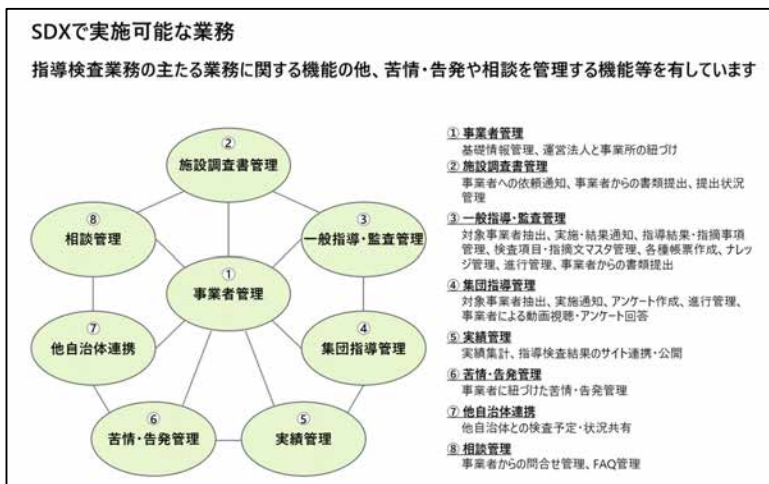 SDXで実施可能な業務
指導検査業務の主たる業務に関する機能の他、苦情・告発や相談を管理する機能等を有しています
②
施設調査書管理
⑧
相談管理
③
一般指導・監査管理
①
事業者管理
⑦
他自治体連携
④
集団指導管理
⑥
苦情・告発管理
⑤
実績管理
① 事業者管理
基礎情報管理、運営法人と事業所の紐づけ
② 施設調査書管理
事業者への依頼通知、事業者からの書類提出、提出状況
管理
③ 一般指導・監査管理
対象事業者抽出、実施・結果通知、指導結果・指摘事項
管理、検査項目・指摘文マスタ管理、各種帳票作成、ナレッ
ジ管理、進行管理、事業者からの書類提出
④ 集団指導管理
対象事業者抽出、実施通知、アンケート作成、進行管理、
事業者による動画視聴・アンケート回答
⑤ 実績管理
実績集計、指導検査結果のサイト連携・公開
⑥ 苦情・告発管理
事業者に紐づけた苦情・告発管理
⑦ 他自治体連携
他自治体との検査予定・状況共有
⑧ 相談管理
事業者からの問合せ管理、FAQ管理